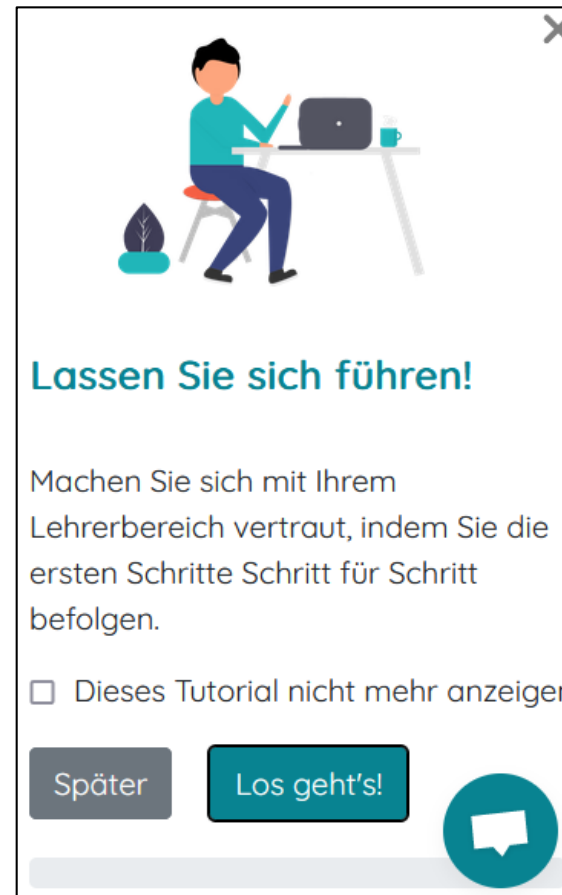 Lassen Sie sich führen!
Machen Sie sich mit Ihrem
Lehrerbereich vertraut, indem Sie die
ersten Schritte Schritt für Schritt
befolgen.
Dieses Tutorial nicht mehr anzeigen
Später
Los geht's!